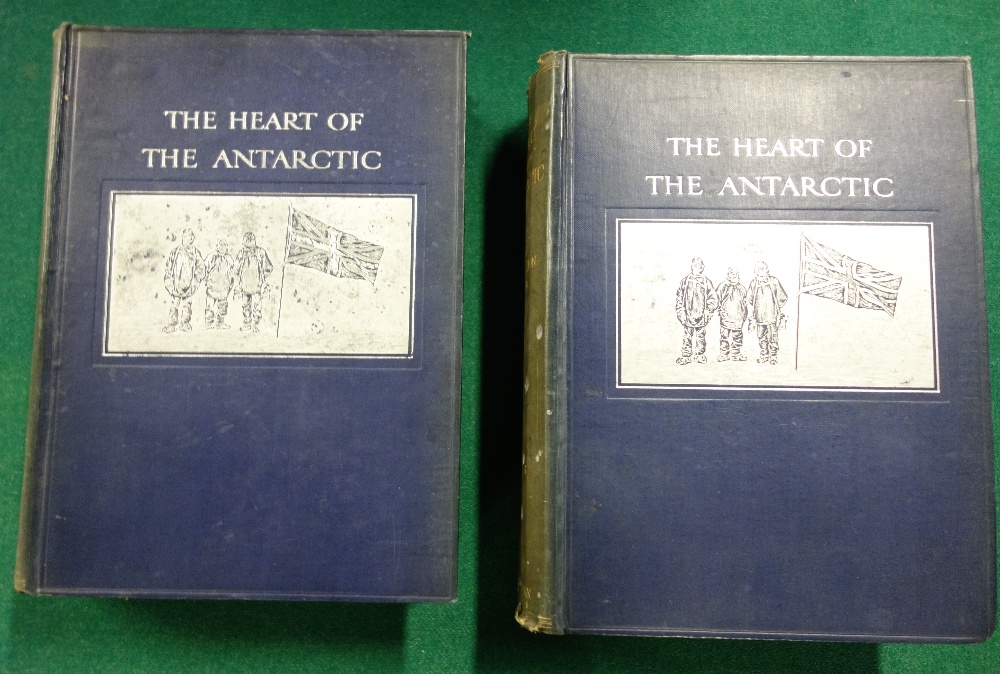 THE HEART OF
THE ANTARCTIC
THE HEART OF
THE ANTARCTIC